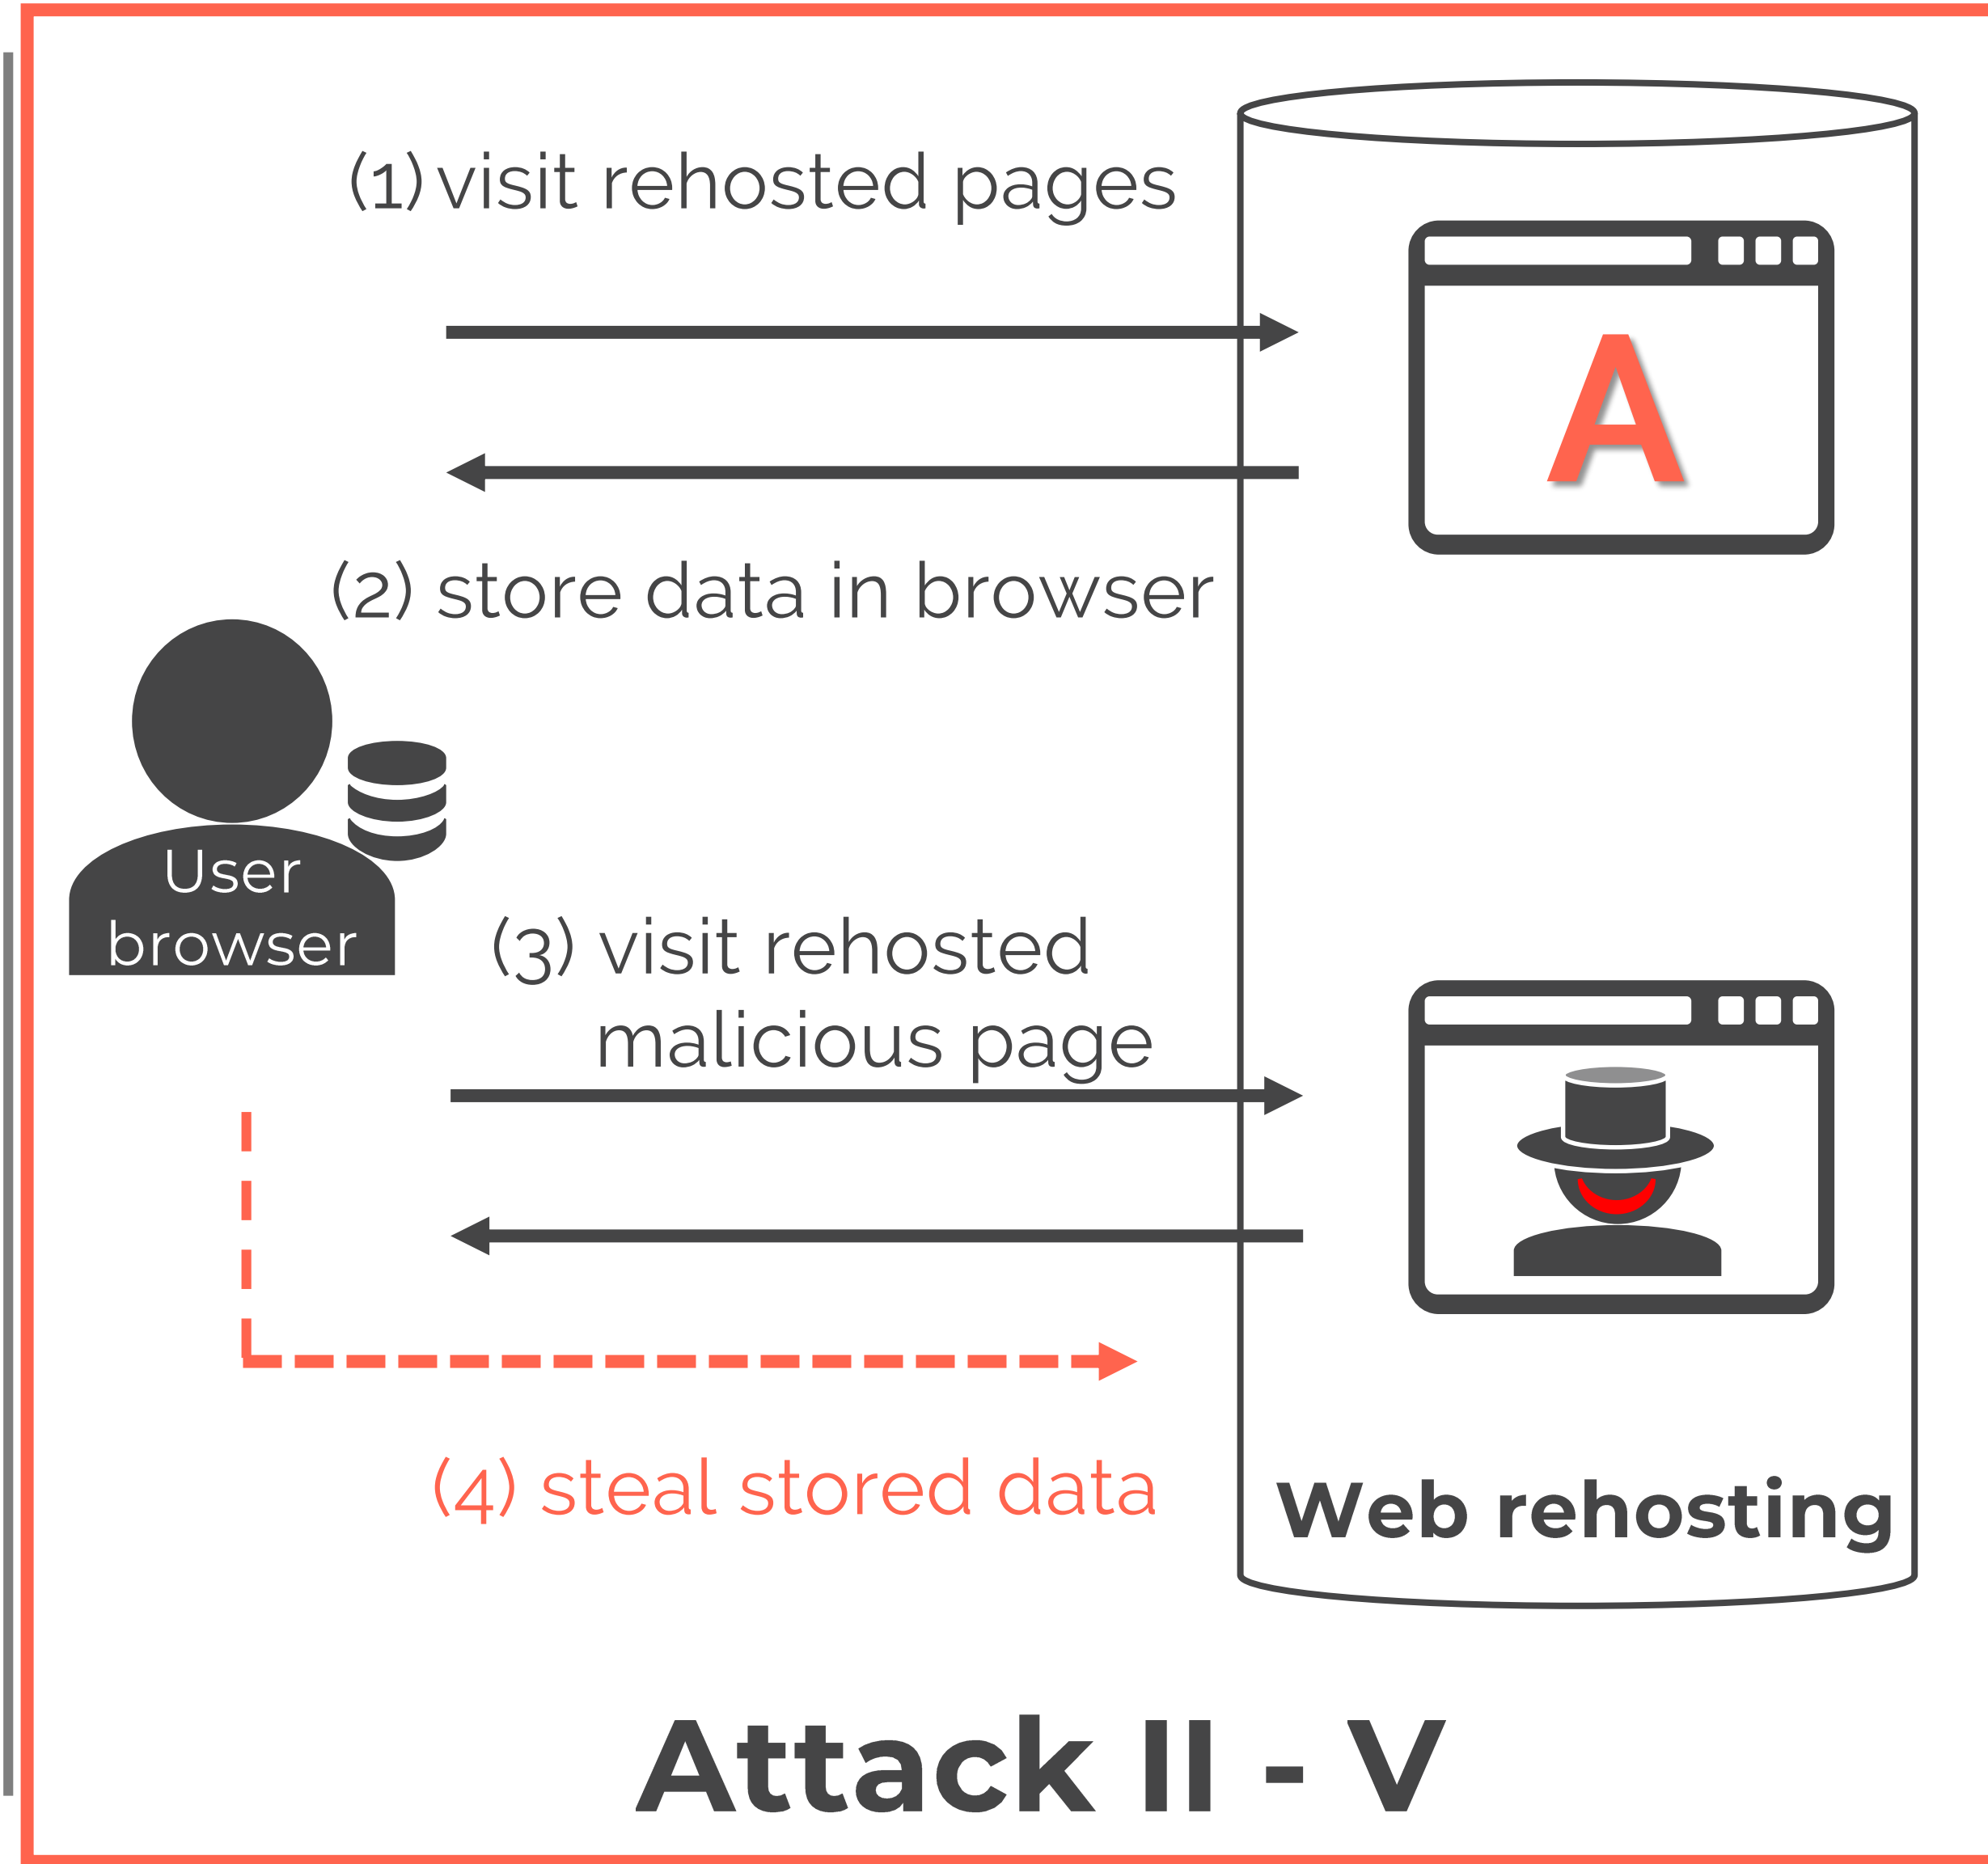 (1)visit rehosted pages
A
(2) store data in browser
User
browser
(3) visit rehosted
malicious page
(4) steal stored data
Web rehosting
Attack II - V